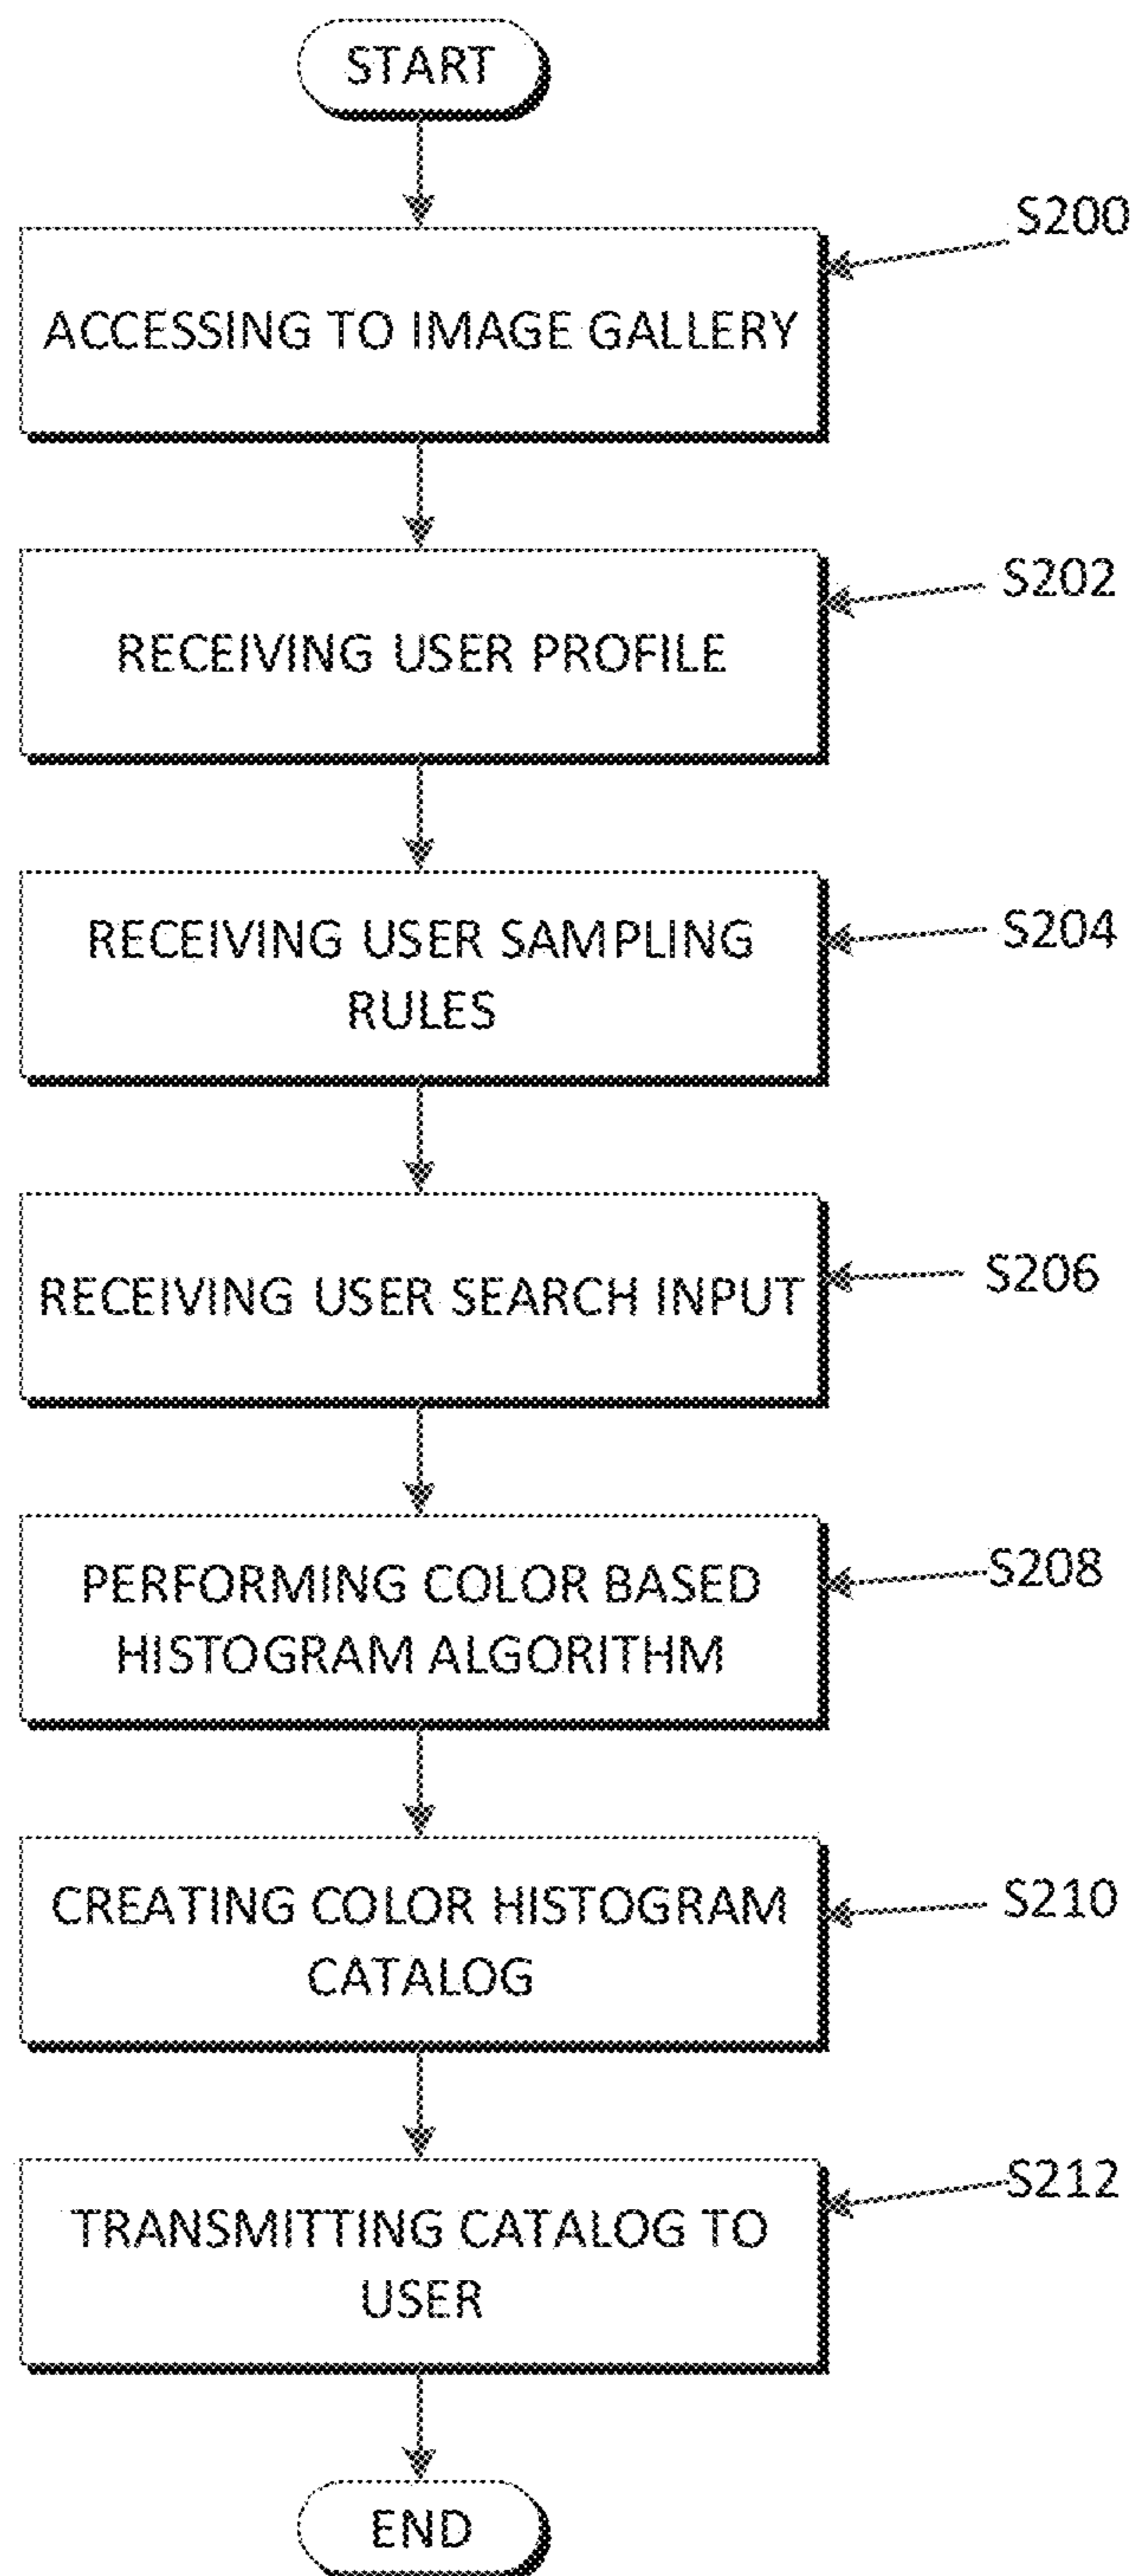 START
S200
ACCESSING TO IMAGE GALLERY
S202
RECEIVING USER PROFILE
S204
RECEIVING USER SAMPLING
RULES
S206
RECEIVING USER SEARCH INPUT
S208
PERFORMING COLOR BASED
HISTOGRAM ALGORITHM
S210
CREATING COLOR HISTOGRAM
CATALOG
S212
TRANSMITTING CATALOG TO
USER
END